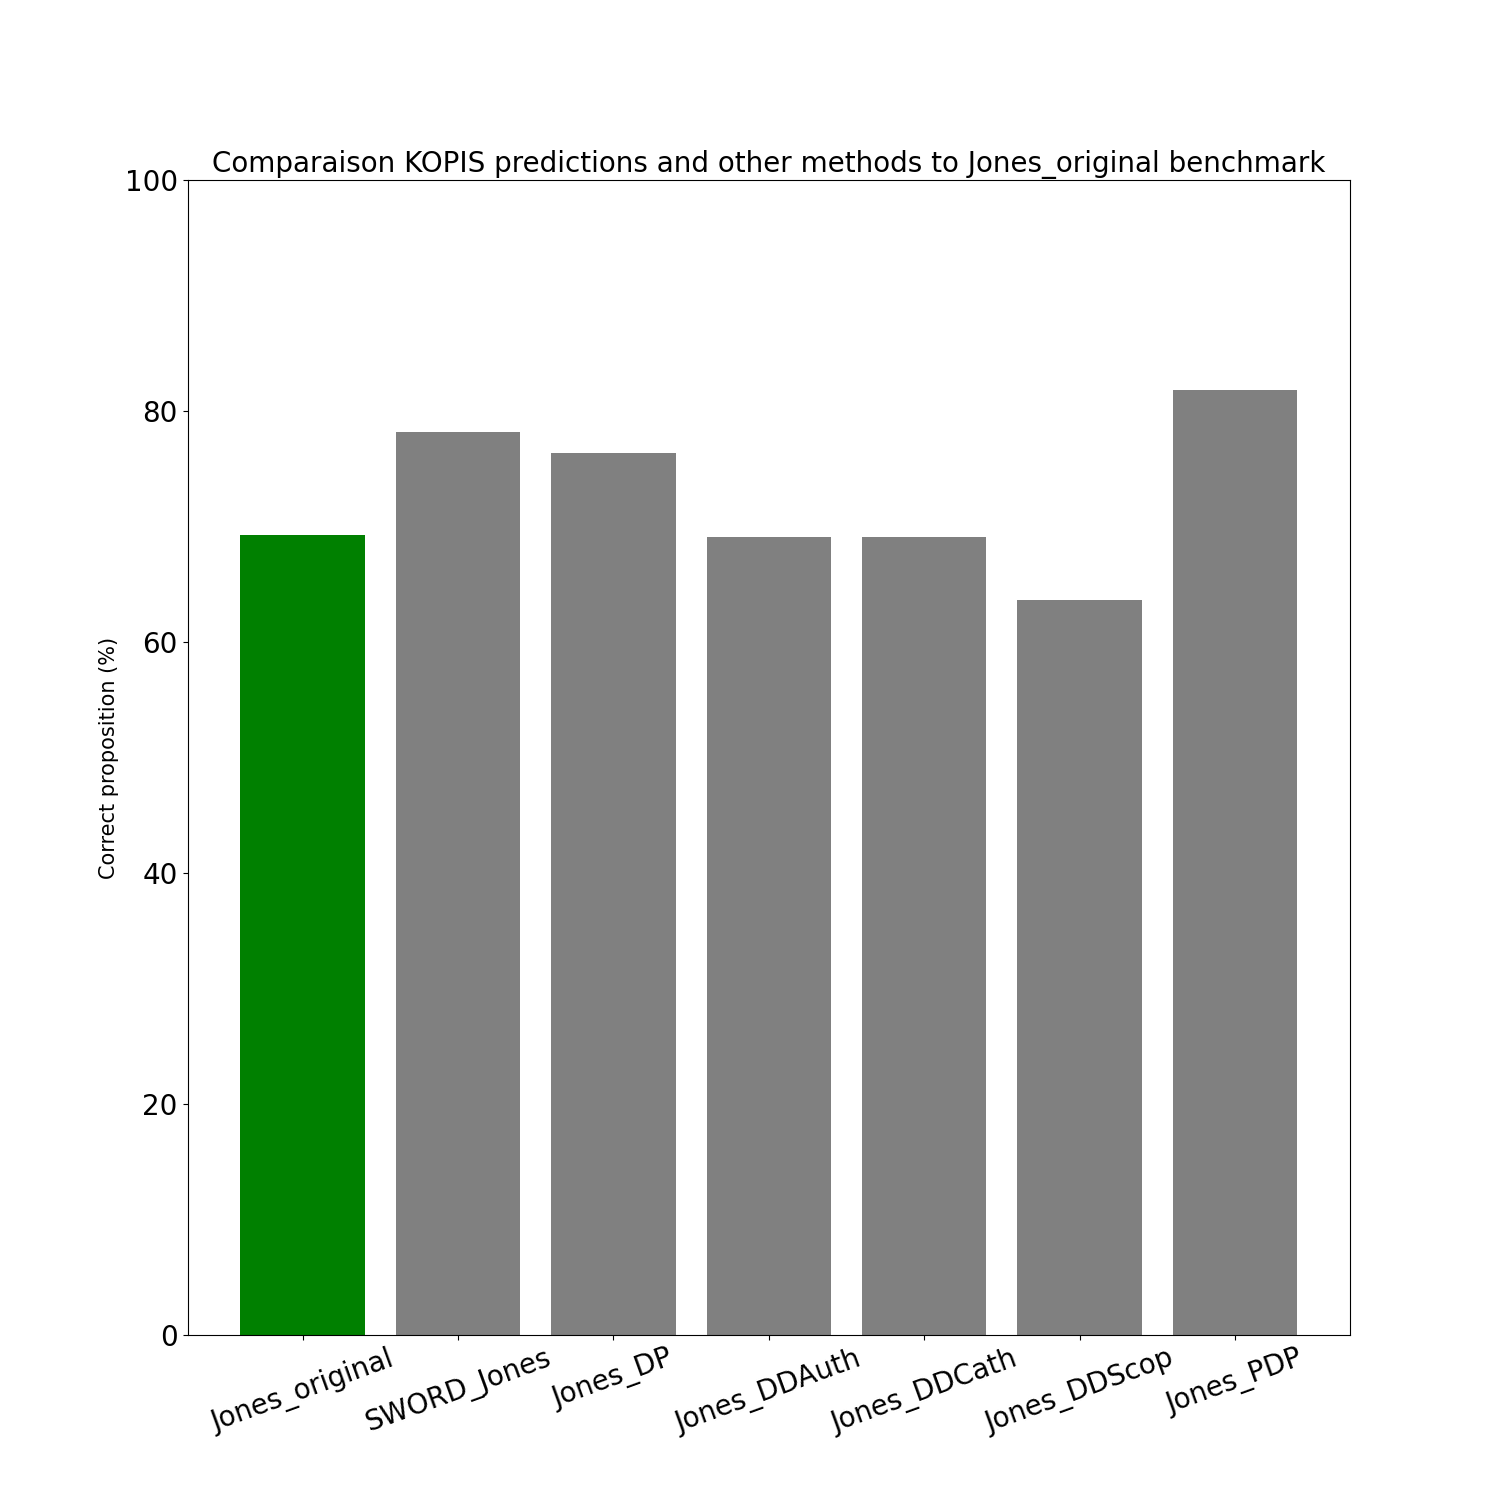 Comparaison KOPIS predictions and other methods to Jones_original benchmark
100
80
60
40
20
0
Correct proposition (%)
Jones_original
SWORD_Jones
Jones_DP
Jones_DDAuth
Jones_DDCath
Jones_DDScop
Jones_PDP